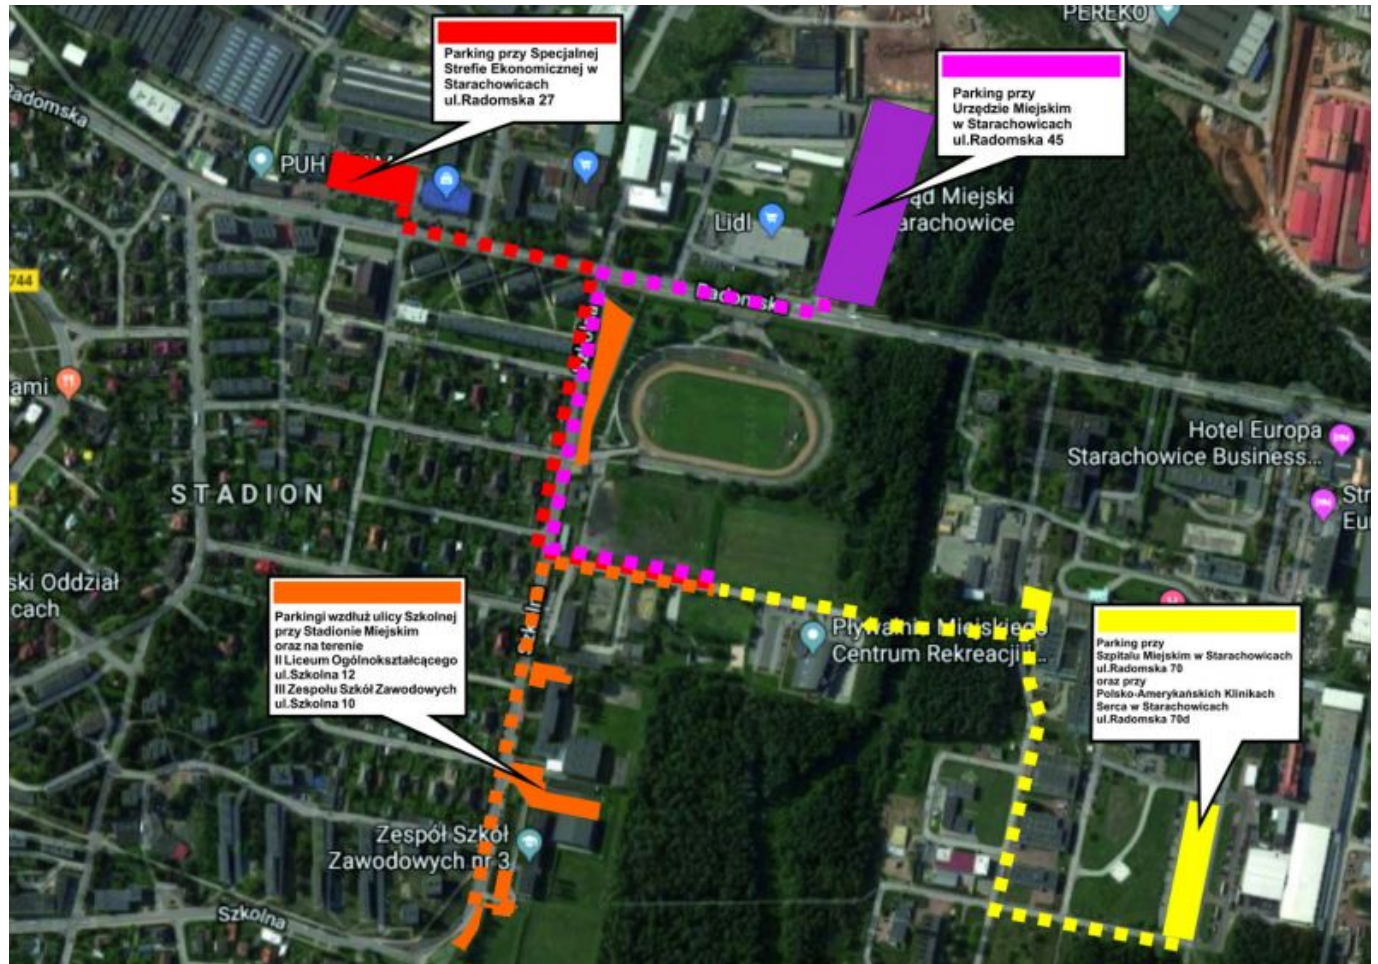 PEREKO
Parking przy Specjalnej
Strefie Ekonomicznej w
Starachowicach
ul.Radomska 27
Parking przy
Urzędzie Miejskim
w Starachowicach
ul.Radomska 45
Radomska
PUH
Lidl
ąd Miejski
arachowice
744
Radomska
ami
Hotel Europa
Starachowice Business...
STADION
Str
Eur
ski Oddział
cach
Parkingi wzdłuż ulicy Szkolnej
przy Stadionie Miejskim
oraz na terenie
II Liceum Ogólnokształcącego
ul.Szkolna 12
III Zespołu Szkół Zawodowych
ul.Szkolna 10
Pływalnia Miejskiego
Centrum Rekreacji i...
Parking przy
Szpitalu Miejskim w Starachowicach
ul.Radomska 70
oraz przy
Polsko-Amerykańskich Klinikach
Serca w Starachowicach
ul.Radomska 70d
Zespół Szkół
Zawodowych nr 3
Szkolna